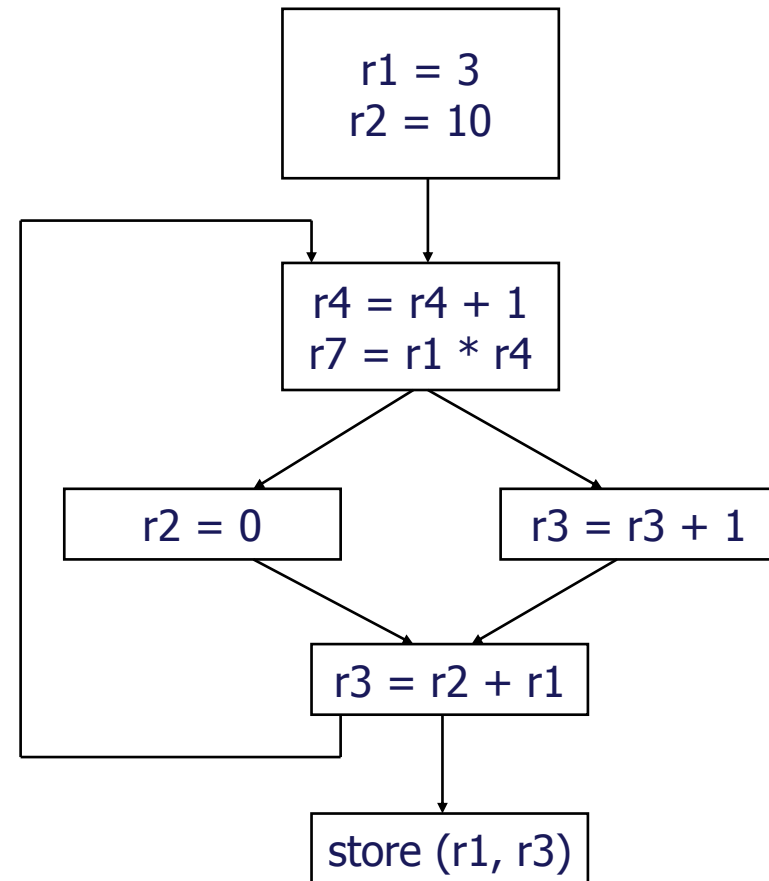 r1 = 3
r2 = 10
r4 = r4 + 1
r7 = r1 * r4
r2 = 0
r3 = r3 + 1
r3 = r2 + r1
store (r1, r3)